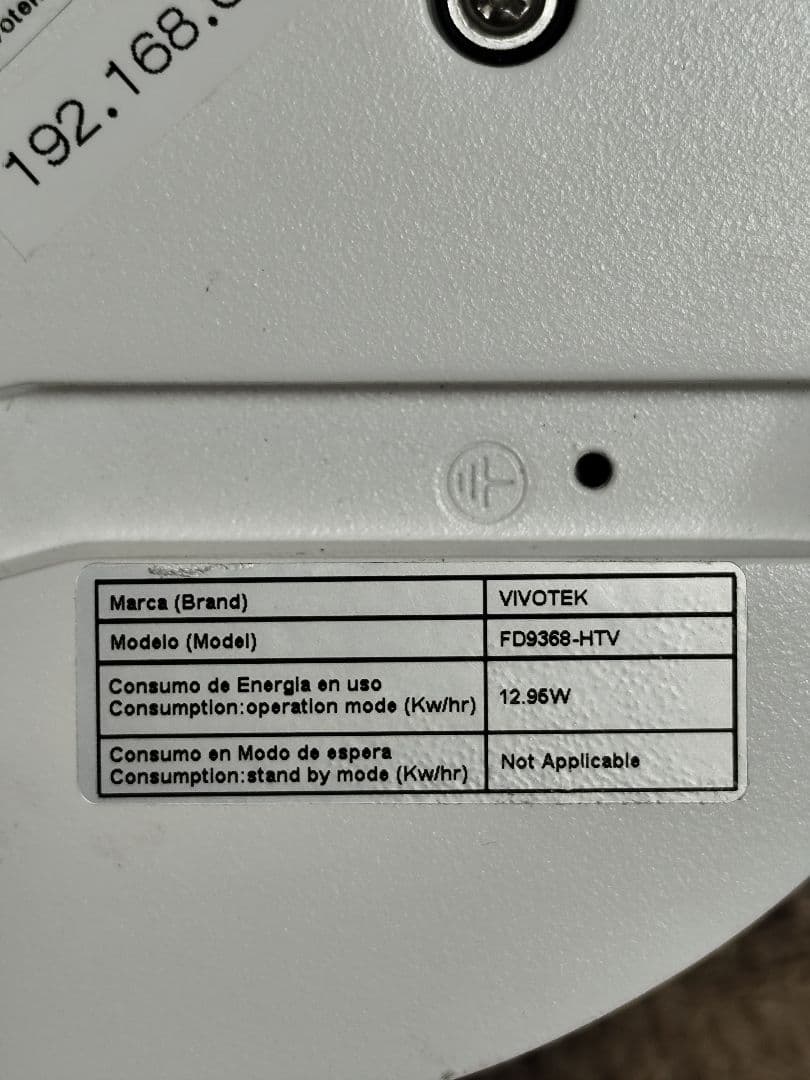 192.168.
Marca (Brand) VIVOTEK
Modelo (Model) FD9368-HTV
Consumo de Energia en uso
Consumption:operation mode (Kw/hr) 12.95W
Consumo en Modo de espera
Consumption:stand by mode (Kw/hr) Not Applicable